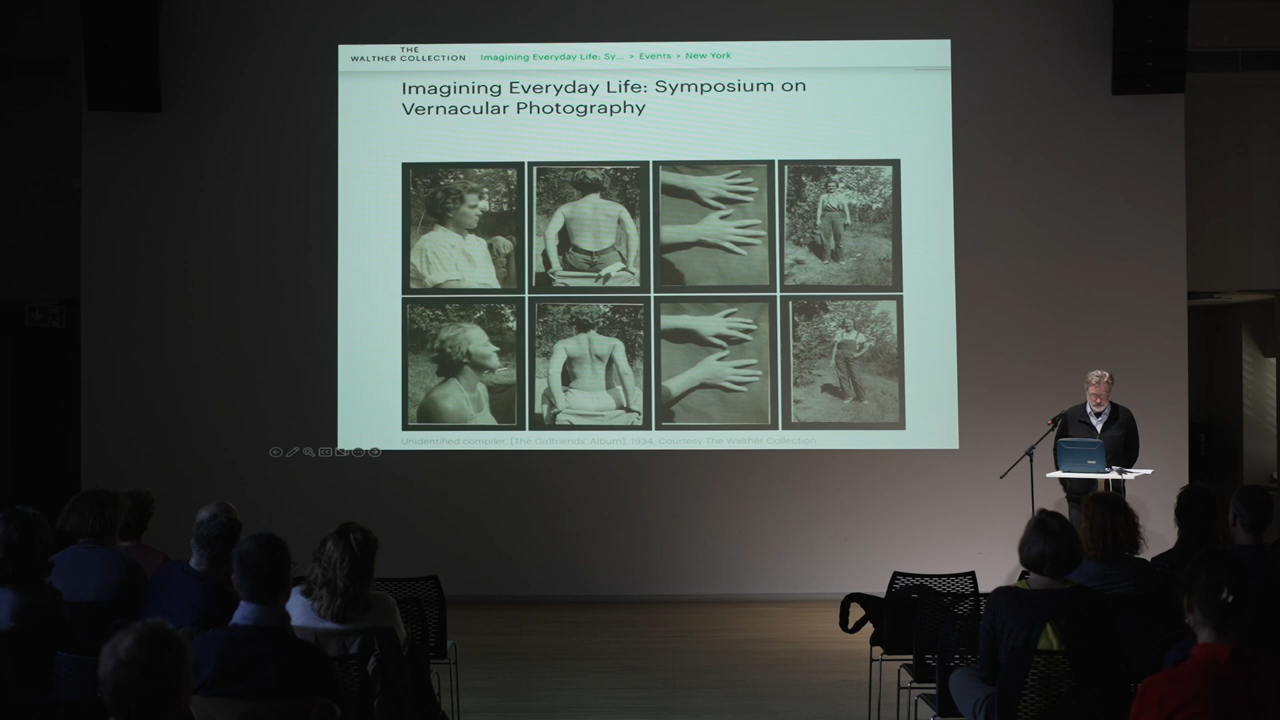 THE
WALTHER COLLECTION
Imagining Everyday Life: Sy... > Events > New York
Imagining Everyday Life: Symposium on
Vernacular Photography
Unidentified compiler, [The Girlfriends' Album], 1934. Courtesy The Walther Collection